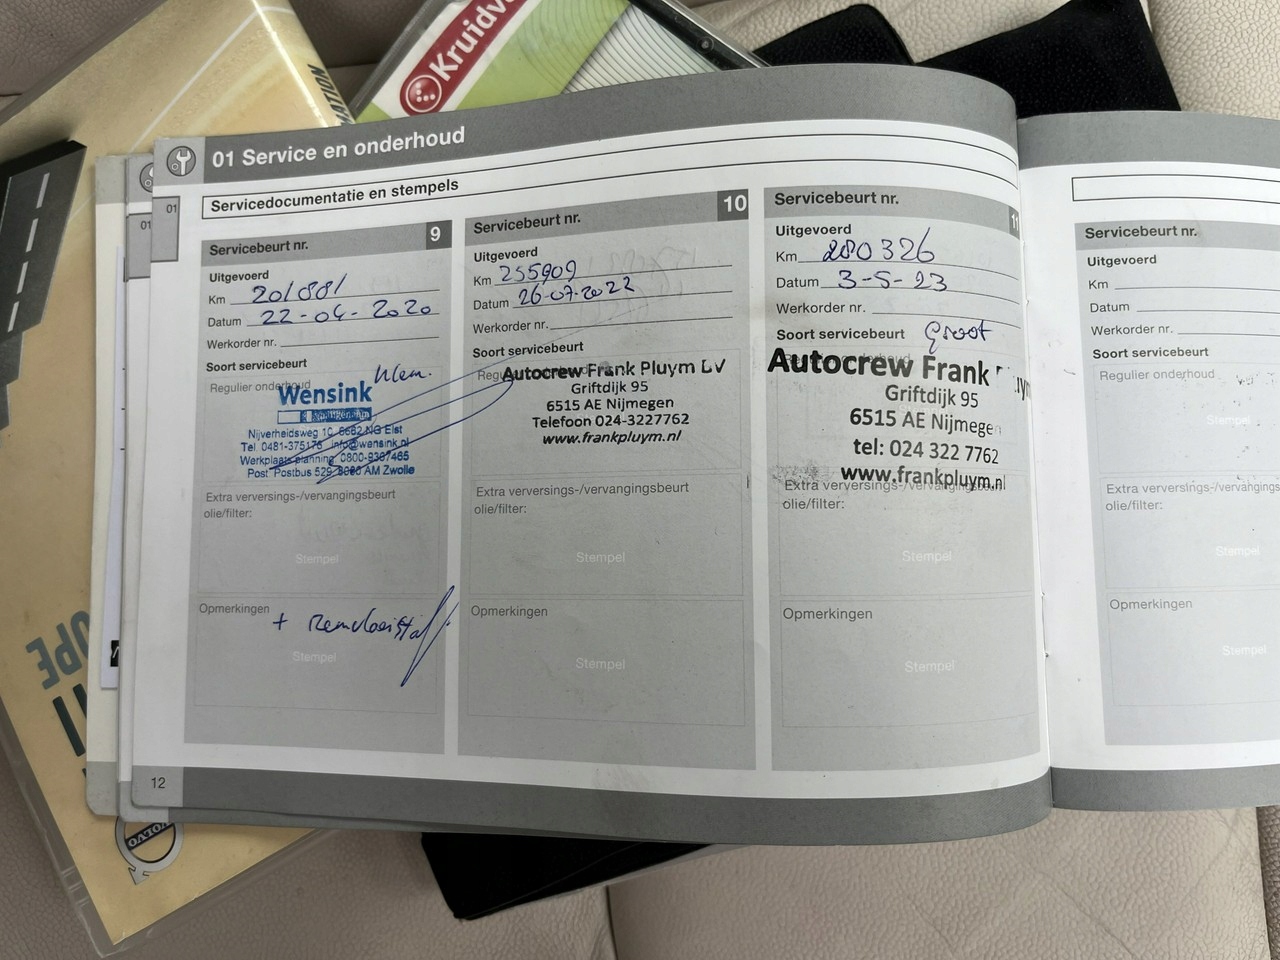 Kruidv
01 Service en onderhoud
Servicedocumentatie en stempels
01
01
Servicebeurt nr. 9
Uitgevoerd
Km 201881
Datum 22-04-2020
Werkorder nr.
Soort servicebeurt
Regulier onderhoud
Klein.
Wensink
Nijverheidsweg 10 6662 NG Elst
Tel 0481-375175 info@wensink.nl
Werkplaatsplanning 0800-9367465
Post Postbus 529 8000 AM Zwolle
Extra verversings-/vervangingsbeurt
olie/filter:
Stempel
Opmerkingen
+ Remvloeistof
Stempel
Servicebeurt nr. 10
Uitgevoerd
Km 255909
Datum 26-07-2022
Werkorder nr.
Soort servicebeurt
Autocrew Frank Pluym BV
Griftdijk 95
6515 AE Nijmegen
Telefoon 024-3227762
www.frankpluym.nl
Extra verversings-/vervangingsbeurt
olie/filter:
Stempel
Opmerkingen
Stempel
Servicebeurt nr. 11
Uitgevoerd
Km 280326
Datum 3-5-23
Werkorder nr.
Soort servicebeurt Groot
Autocrew Frank
Griftdijk 95
6515 AE Nijmegen
tel: 024 322 7762
www.frankpluym.nl
Extra verversings-/vervangingsbeurt
olie/filter:
Stempel
Opmerkingen
Stempel
12
Servicebeurt nr.
Uitgevoerd
Km
Datum
Werkorder nr.
Soort servicebeurt
Regulier onderhoud
Stempel
Extra verversings-/vervangings
olie/filter:
Stempel
Opmerkingen
Stempel
VOLVO